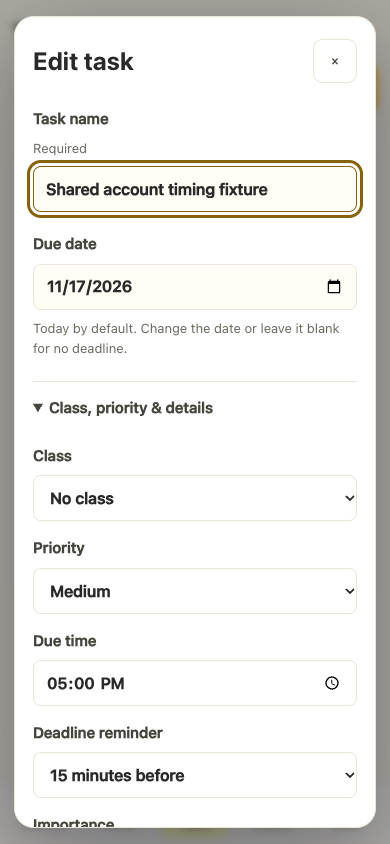 Edit task
×
Task name
Required
Shared account timing fixture
Due date
11/17/2026
Today by default. Change the date or leave it blank
for no deadline.
▼ Class, priority & details
Class
No class
Priority
Medium
Due time
05:00 PM
Deadline reminder
15 minutes before
Importance